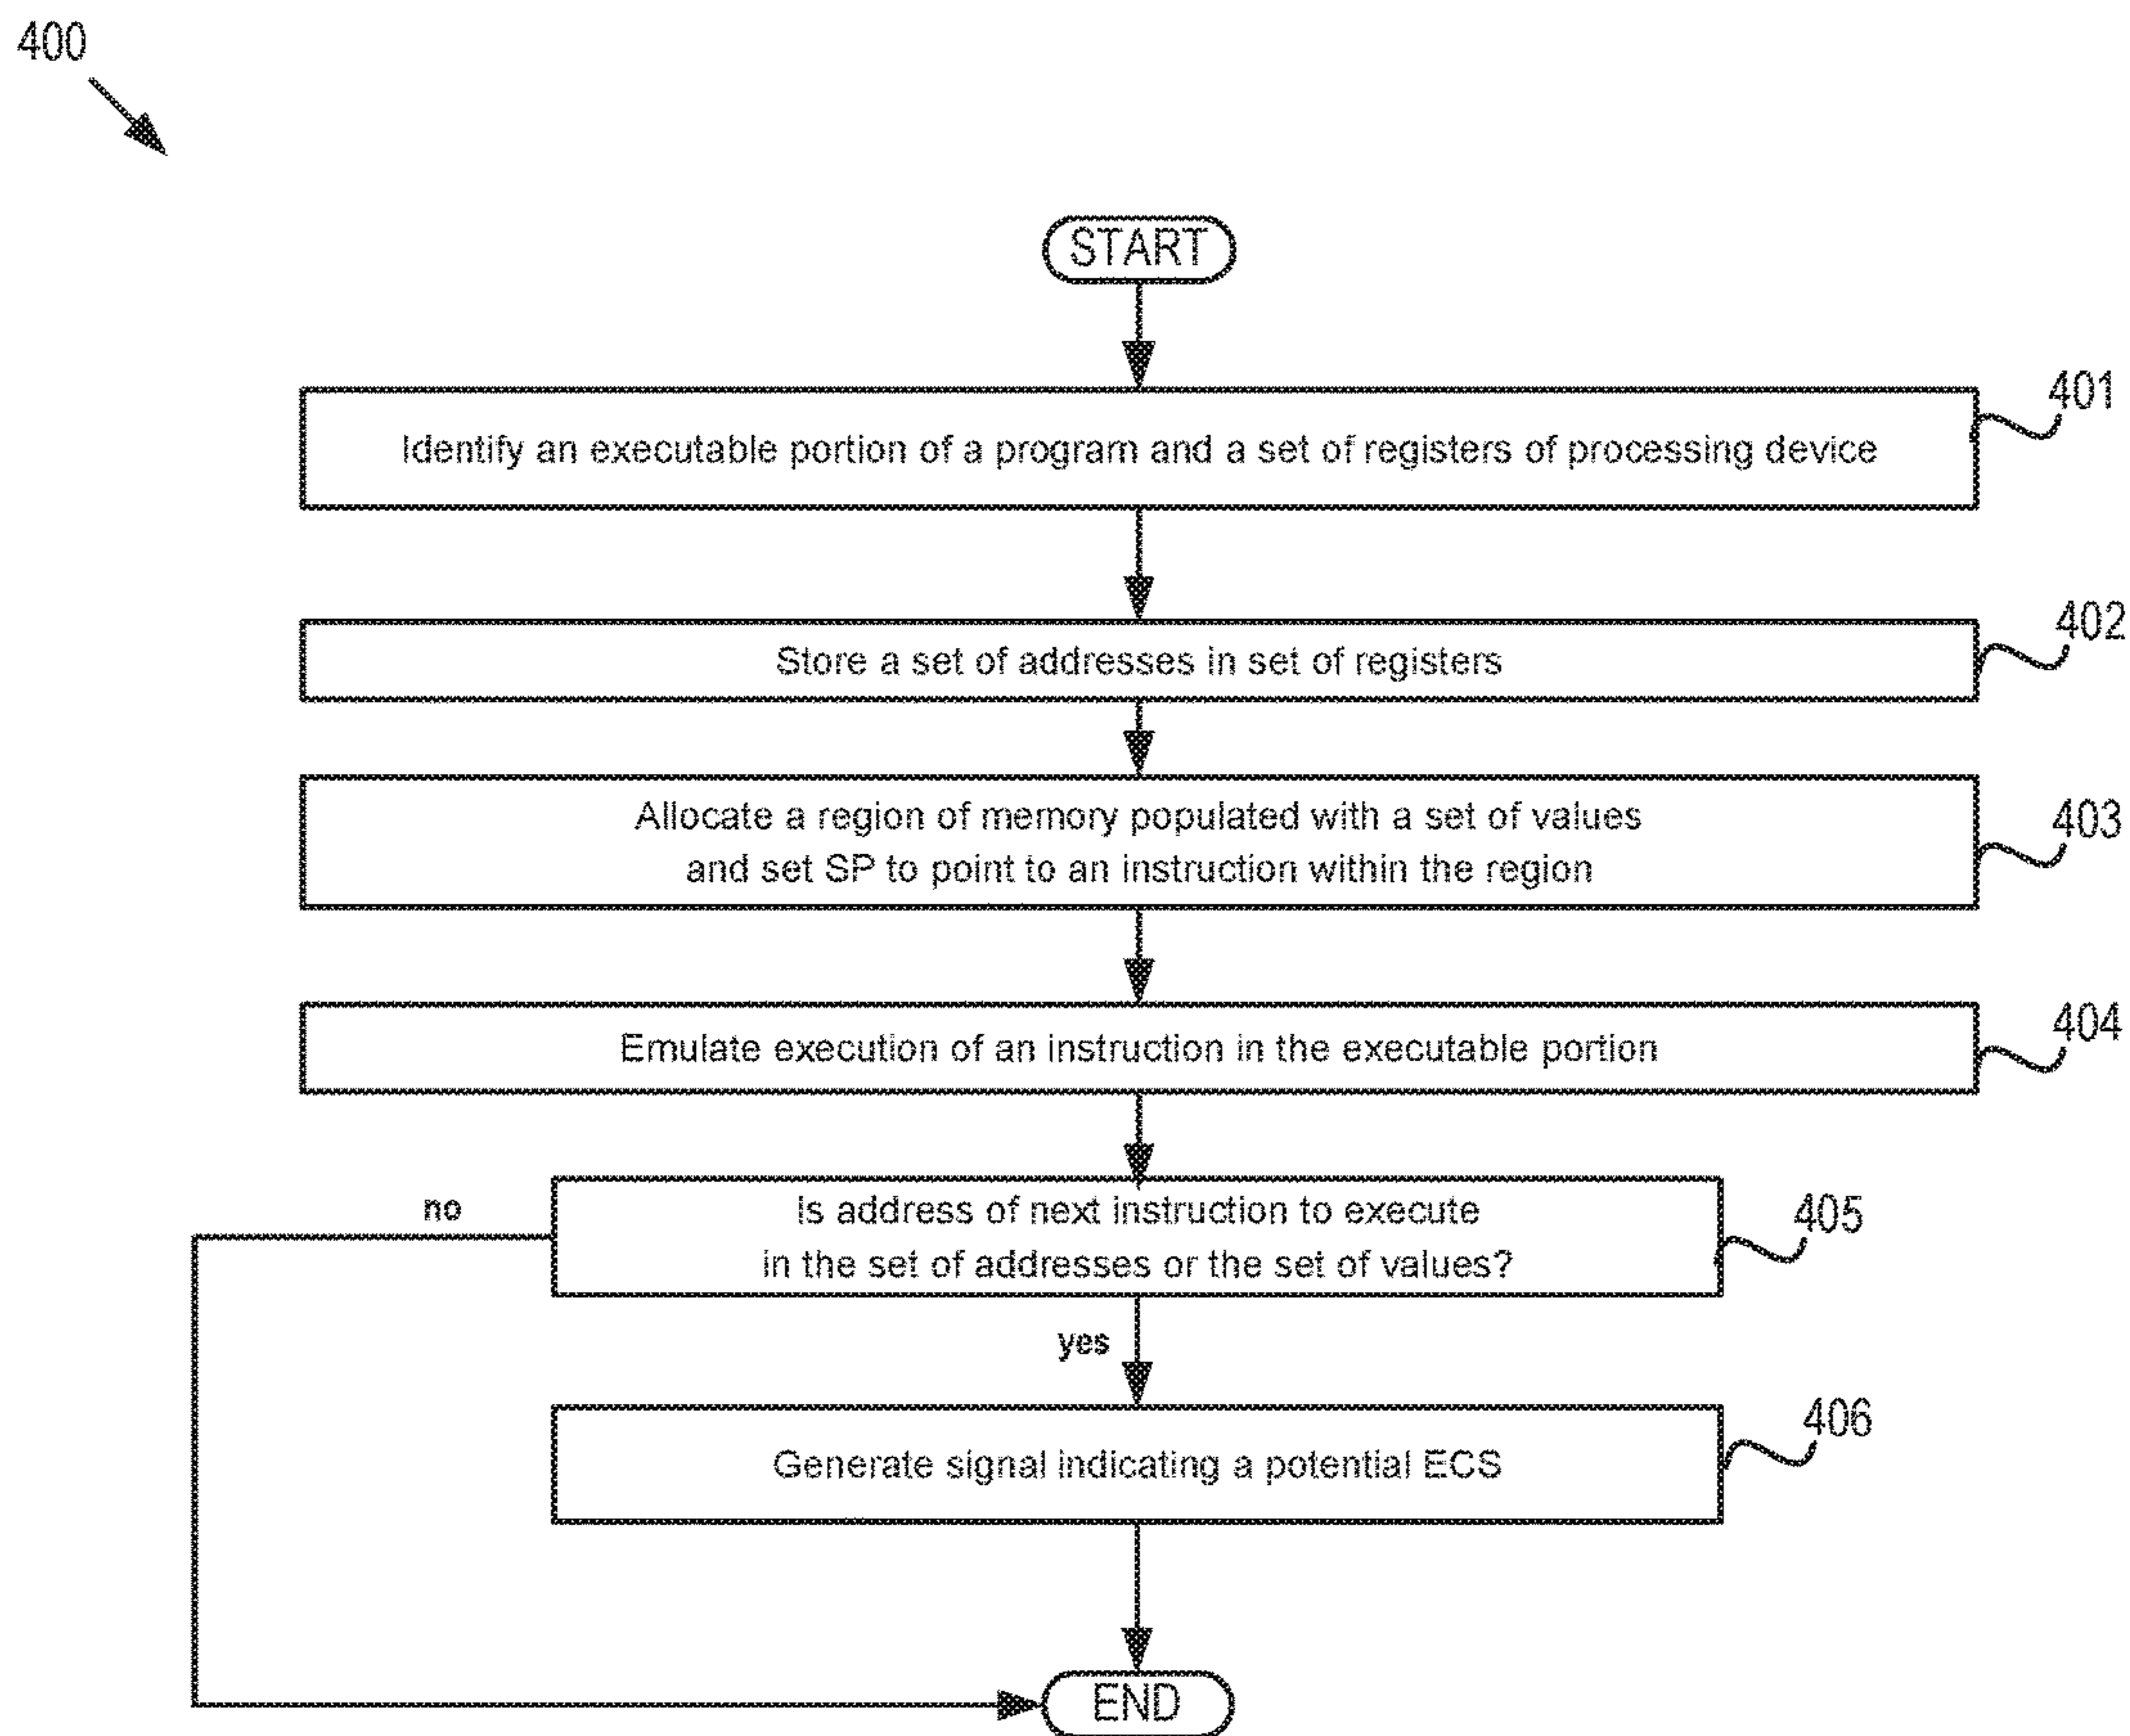 400
START
401
Identify an executable portion of a program and a set of registers of processing device
402
Store a set of addresses in set of registers
Allocate a region of memory populated with a set of values
403
and set SP to point to an instruction within the region
404
Emulate execution of an instruction in the executable portion
no
Is address of next instruction to execute
405
in the set of addresses or the set of values?
yes
406
Generate signal indicating a potential ECS
END